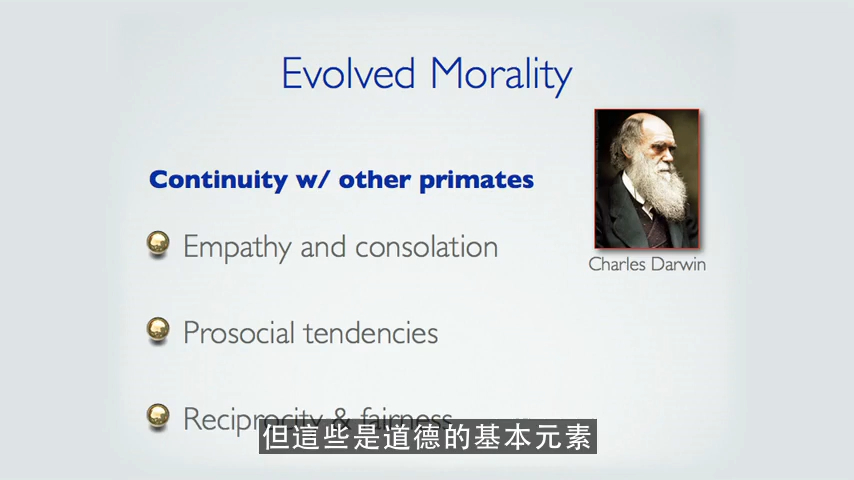 Evolved Morality
Continuity w/ other primates
Empathy and consolation
Charles Darwin
Prosocial tendencies
Reciprocity & fairness
但這些是道德的基本元素